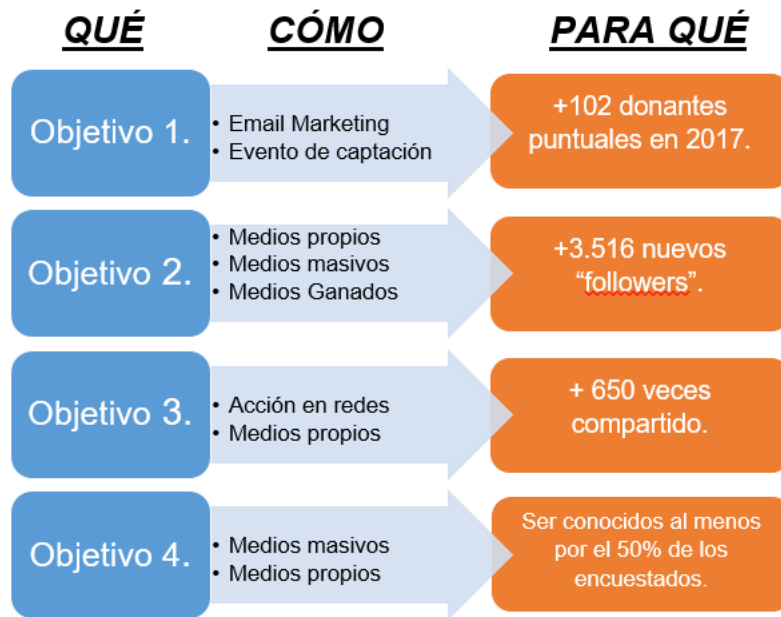 QUÉ
CÓMO
PARA QUÉ
Objetivo 1.
• Email Marketing
• Evento de captación
+102 donantes
puntuales en 2017.
Objetivo 2.
• Medios propios
• Medios masivos
• Medios Ganados
+3.516 nuevos
“followers”.
Objetivo 3.
• Acción en redes
• Medios propios
+ 650 veces
compartido.
Objetivo 4.
• Medios masivos
• Medios propios
Ser conocidos al menos
por el 50% de los
encuestados.